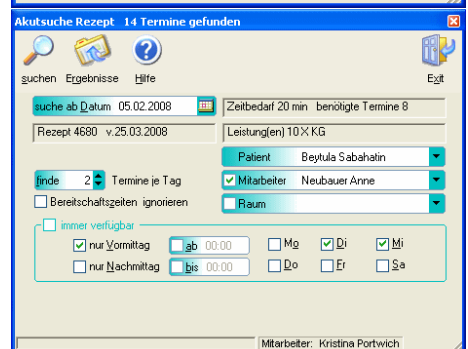 Akutsuche Rezept 14 Termine gefunden
suchen Ergebnisse Hilfe Exit
suche ab Datum 05.02.2008 Zeitbedarf 20 min benötigte Termine 8
Rezept 4680 v.25.03.2008 Leistung(en) 10 X KG
Patient Beytula Sabahatin
finde 2 Termine je Tag Mitarbeiter Neubauer Anne
Bereitschaftszeiten ignorieren Raum
immer verfügbar
nur Vormittag ab 00:00 Mo Di Mi
nur Nachmittag bis 00:00 Do Fr Sa
Mitarbeiter: Kristina Portwich